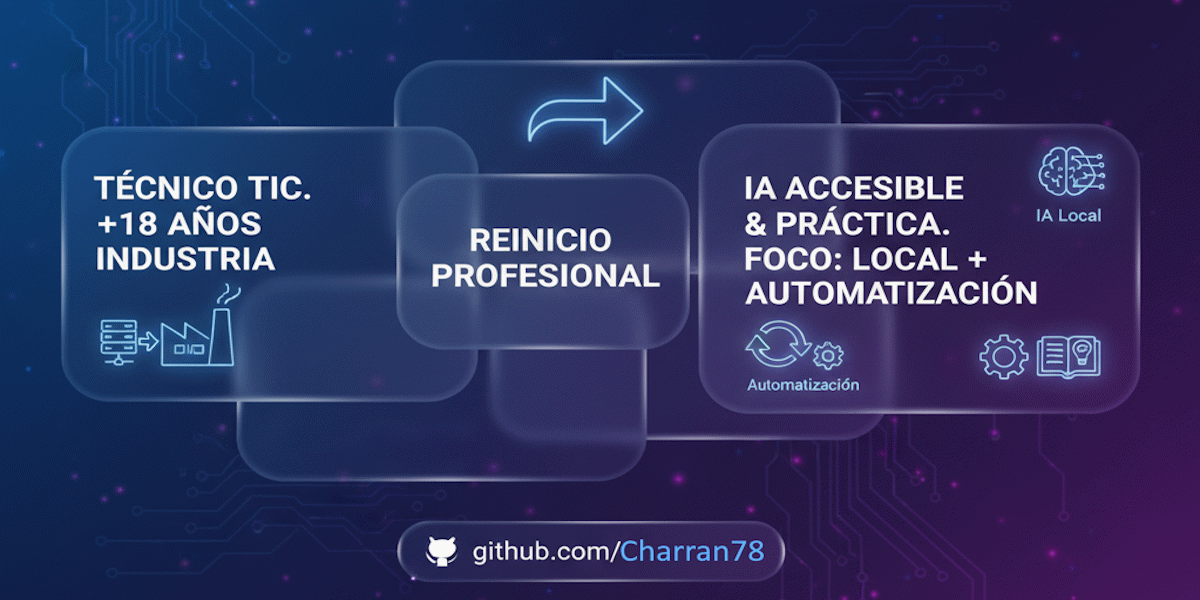 TÉCNICO TIC.
+18 AÑOS
INDUSTRIA
REINICIO
PROFESIONAL
IA ACCESIBLE
& PRÁCTICA.
FOCO: LOCAL +
AUTOMATIZACIÓN
IA Local
Automatización
github.com/Charran78